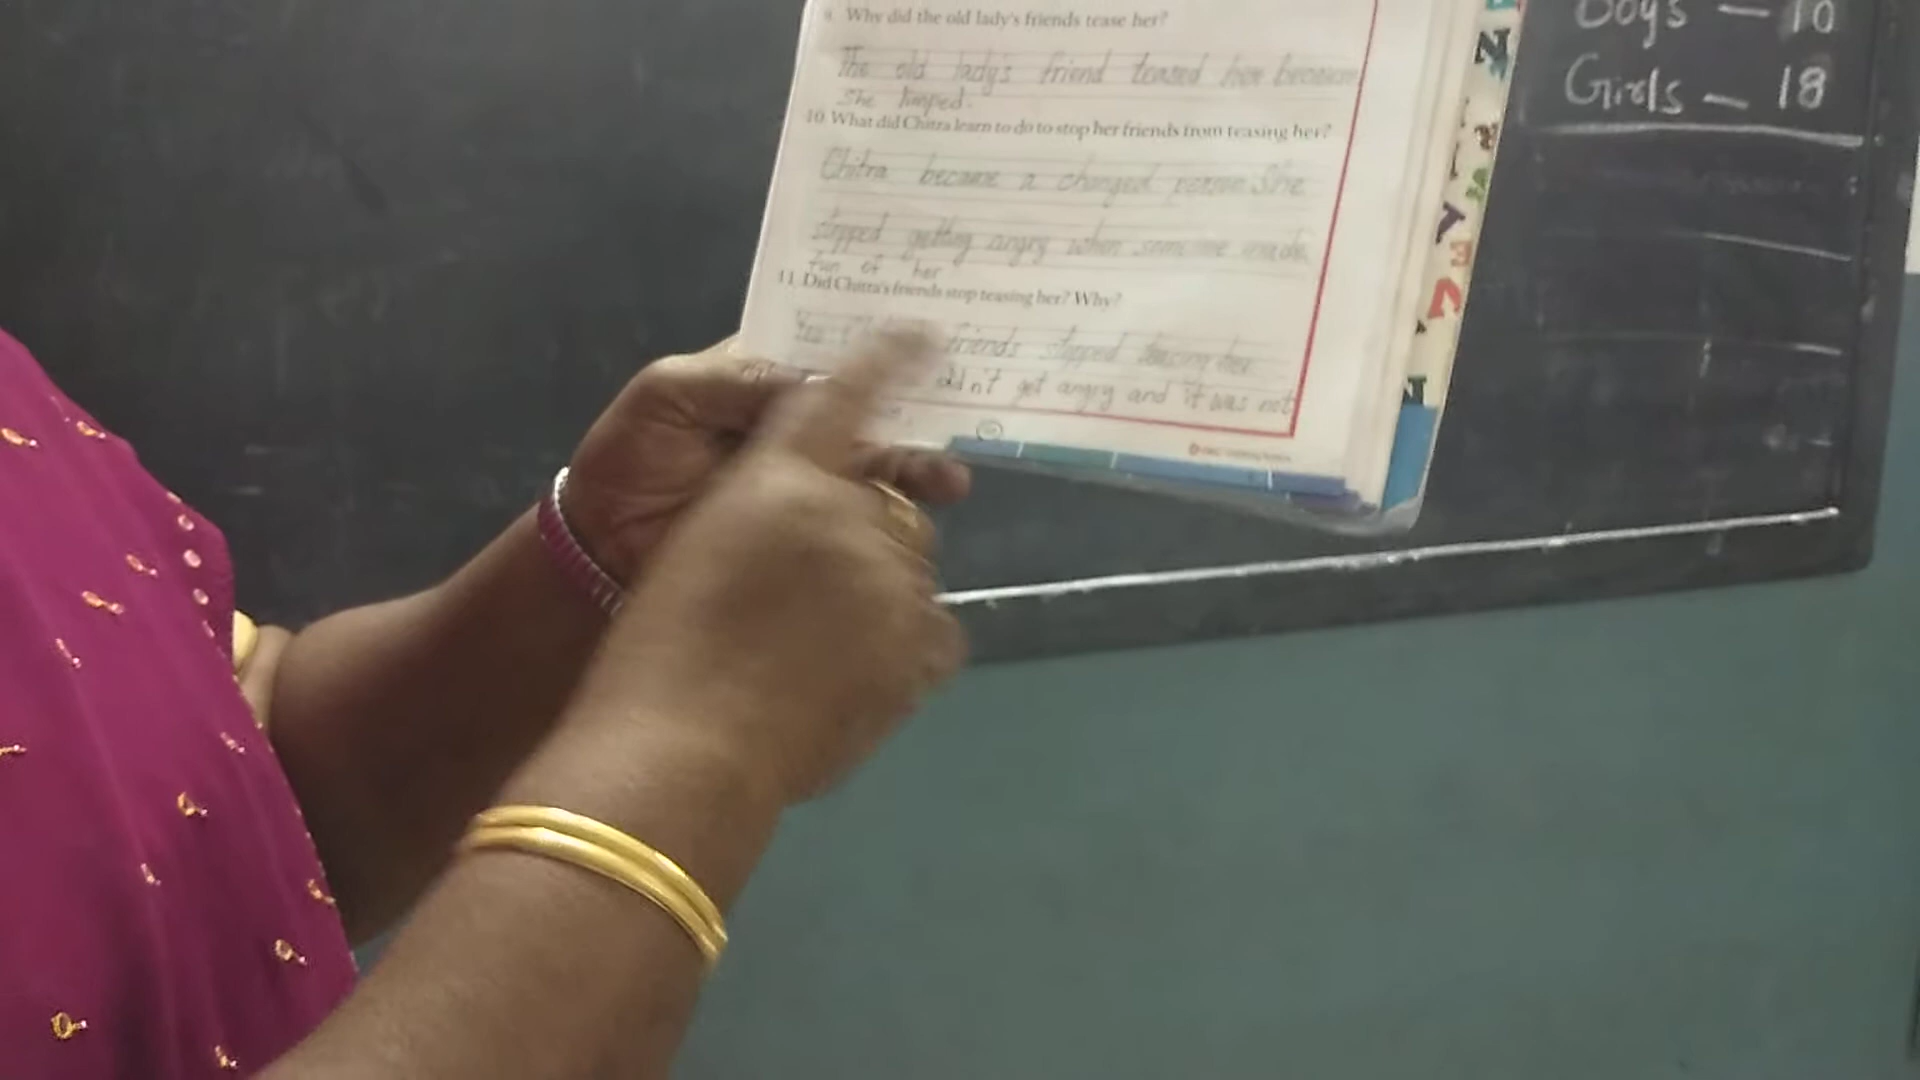 9. Why did the old lady's friends tease her?
The old lady's friend teased her because
She limped.
10. What did Chitra learn to do to stop her friends from teasing her?
Chitra became a changed person. She
stopped getting angry when someone made
fun of her
11. Did Chitra's friends stop teasing her? Why?
friends stopped teasing her
didn't get angry and it was not
Boys - 10
Girls - 18